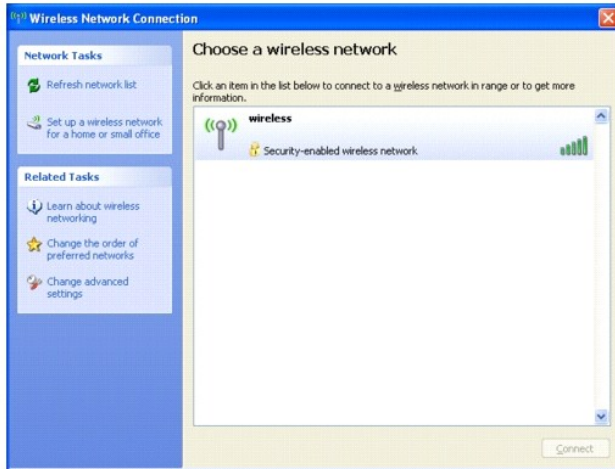 Wireless Network Connection
Network Tasks
Refresh network list
Set up a wireless network
for a home or small office
Related Tasks
Learn about wireless
networking
Change the order of
preferred networks
Change advanced
settings
Choose a wireless network
Click an item in the list below to connect to a wireless network in range or to get more
information.
wireless
Security-enabled wireless network
Connect